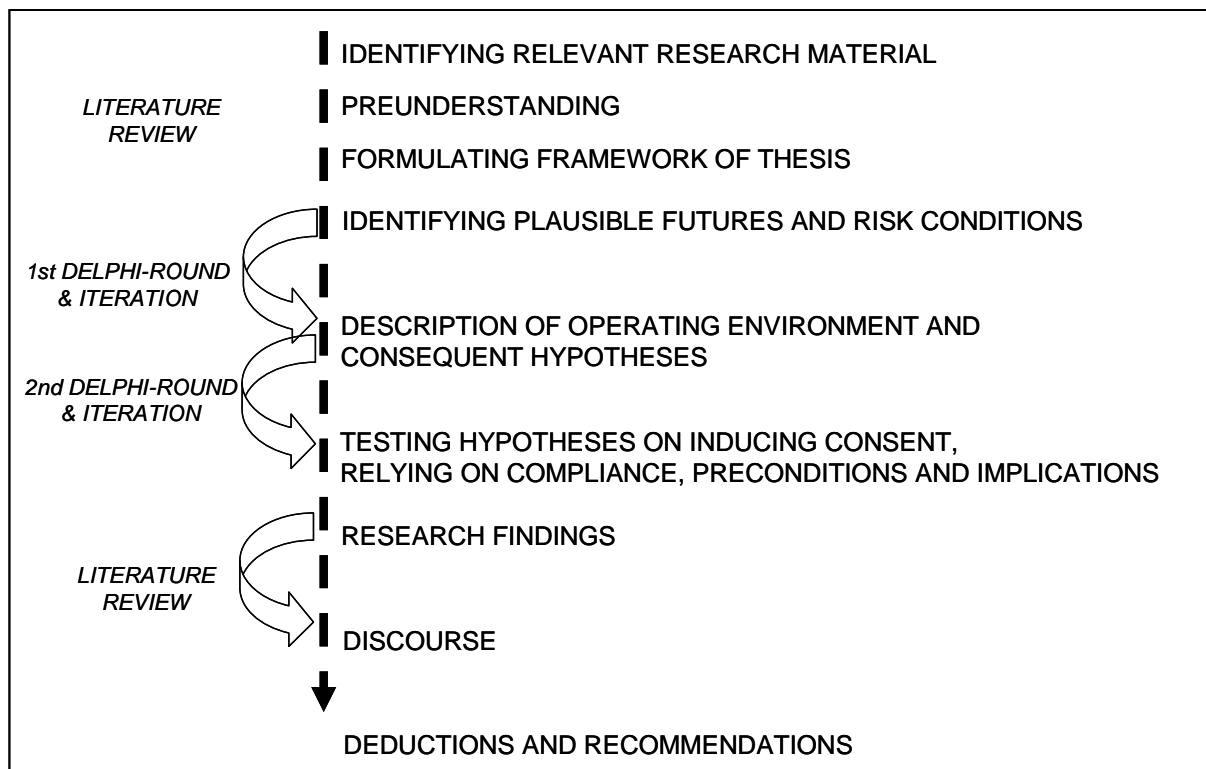 IDENTIFYING RELEVANT RESEARCH MATERIAL
LITERATURE
REVIEW
PREUNDERSTANDING
FORMULATING FRAMEWORK OF THESIS
IDENTIFYING PLAUSIBLE FUTURES AND RISK CONDITIONS
1st DELPHI-ROUND
& ITERATION
DESCRIPTION OF OPERATING ENVIRONMENT AND
CONSEQUENT HYPOTHESES
2nd DELPHI-ROUND
& ITERATION
TESTING HYPOTHESES ON INDUCING CONSENT,
RELYING ON COMPLIANCE, PRECONDITIONS AND IMPLICATIONS
RESEARCH FINDINGS
LITERATURE
REVIEW
DISCOURSE
DEDUCTIONS AND RECOMMENDATIONS